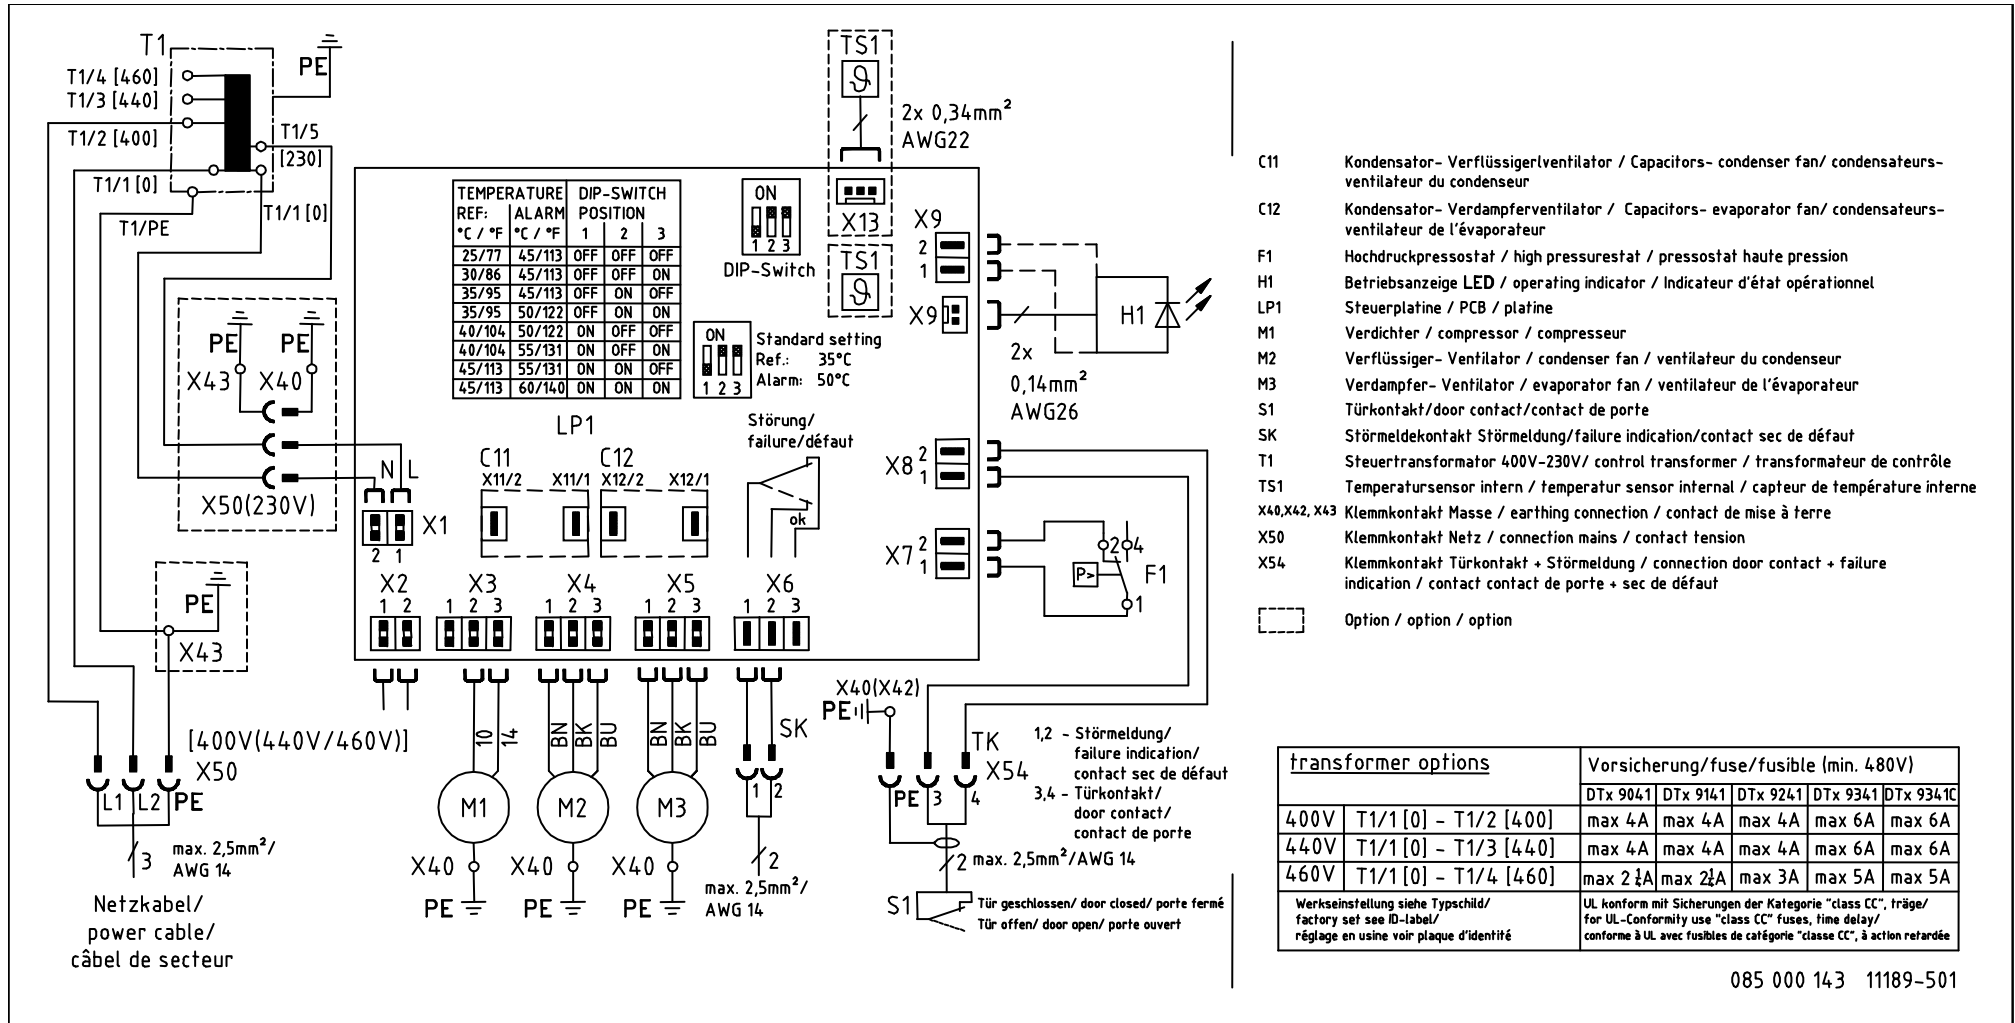 T1
T1/4 [460]
T1/3 [440]
T1/2 [400]
T1/5
[230]
T1/1 [0]
T1/1 [0]
T1/PE
PE
PE PE
X43 X40
X50(230V)
PE
X43
[400V(440V/460V)]
X50
L1 L2 PE
3
max. 2,5mm²/
AWG 14
Netzkabel/
power cable/
câbel de secteur
TEMPERATURE DIP-SWITCH
REF: ALARM POSITION
°C / °F °C / °F 1 2 3
25/77 45/113 OFF OFF OFF
30/86 45/113 OFF OFF ON
35/95 45/113 OFF ON OFF
35/95 50/122 OFF ON ON
40/104 50/122 ON OFF OFF
40/104 55/131 ON OFF ON
45/113 55/131 ON ON OFF
45/113 60/140 ON ON ON
ON
1 2 3
DIP-Switch
ON
1 2 3
Standard setting
Ref.: 35°C
Alarm: 50°C
TS1
ϑ
2x 0,34mm²
AWG22
X13
TS1
ϑ
X9
2
1
X9
H1
2x
0,14mm²
AWG26
LP1
Störung/
failure/défaut
ok
C11
X11/2 X11/1
C12
X12/2 X12/1
N L
X1
2 1
X8
2
1
X7
2
1
2 4
P>
F1
1
X2
1 2
X3
1 2 3
X4
1 2 3
X5
1 2 3
X6
1 2 3
10 14
BN BK BU
BN BK BU
M1 M2 M3
X40 X40 X40
PE PE PE
SK
1 2
2
max. 2,5mm²/
AWG 14
X40(X42)
PE
TK
X54
PE 3 4
2
max. 2,5mm²/AWG 14
1,2 - Störmeldung/
failure indication/
contact sec de défaut
3,4 - Türkontakt/
door contact/
contact de porte
S1
Tür geschlossen/ door closed/ porte fermé
Tür offen/ door open/ porte ouvert
C11 Kondensator- Verflüssigerlventilator / Capacitors- condenser fan/ condensateurs-
ventilateur du condenseur
C12 Kondensator- Verdampferventilator / Capacitors- evaporator fan/ condensateurs-
ventilateur de l'évaporateur
F1 Hochdruckpressostat / high pressurestat / pressostat haute pression
H1 Betriebsanzeige LED / operating indicator / Indicateur d'état opérationnel
LP1 Steuerplatine / PCB / platine
M1 Verdichter / compressor / compresseur
M2 Verflüssiger- Ventilator / condenser fan / ventilateur du condenseur
M3 Verdampfer- Ventilator / evaporator fan / ventilateur de l'évaporateur
S1 Türkontakt/door contact/contact de porte
SK Störmeldekontakt Störmeldung/failure indication/contact sec de défaut
T1 Steuertransformator 400V-230V/ control transformer / transformateur de contrôle
TS1 Temperatursensor intern / temperatur sensor internal / capteur de température interne
X40,X42, X43 Klemmkontakt Masse / earthing connection / contact de mise à terre
X50 Klemmkontakt Netz / connection mains / contact tension
X54 Klemmkontakt Türkontakt + Störmeldung / connection door contact + failure
indication / contact contact de porte + sec de défaut
Option / option / option
transformer options Vorsicherung/fuse/fusible (min. 480V)
DTx 9041 DTx 9141 DTx 9241 DTx 9341 DTx 9341C
400V T1/1 [0] - T1/2 [400] max 4A max 4A max 4A max 6A max 6A
440V T1/1 [0] - T1/3 [440] max 4A max 4A max 4A max 6A max 6A
460V T1/1 [0] - T1/4 [460] max 2 ¼A max 2¼A max 3A max 5A max 5A
Werkseinstellung siehe Typschild/
factory set see ID-label/
réglage en usine voir plaque d'identité
UL konform mit Sicherungen der Kategorie "class CC", träge/
for UL-Conformity use "class CC" fuses, time delay/
conforme à UL avec fusibles de catégorie "classe CC", à action retardée
085 000 143 11189-501